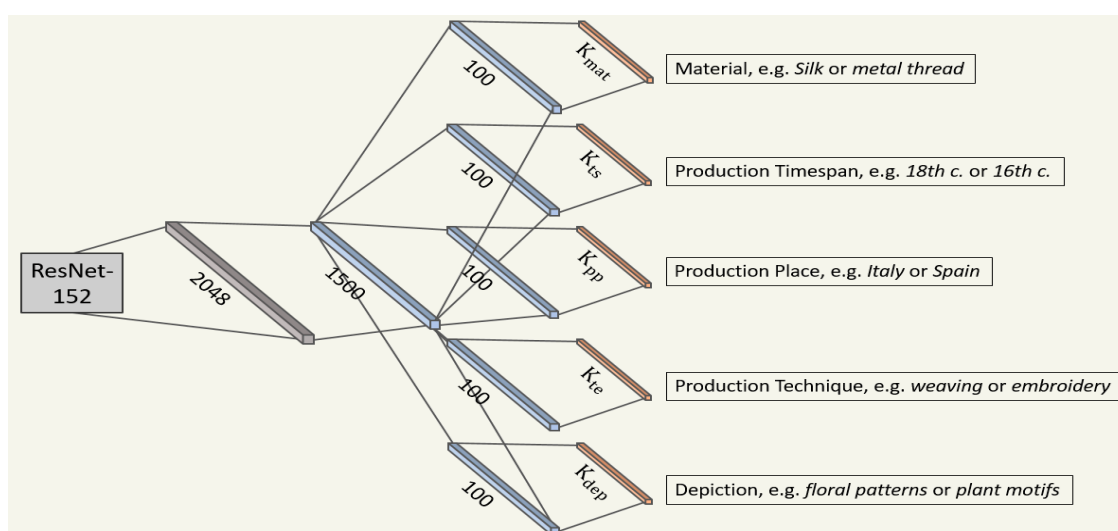 ResNet-
152
2048
1500
100
K_mat
Material, e.g. Silk or metal thread
100
K_ts
Production Timespan, e.g. 18th c. or 16th c.
100
K_pp
Production Place, e.g. Italy or Spain
100
K_te
Production Technique, e.g. weaving or embroidery
100
K_dep
Depiction, e.g. floral patterns or plant motifs